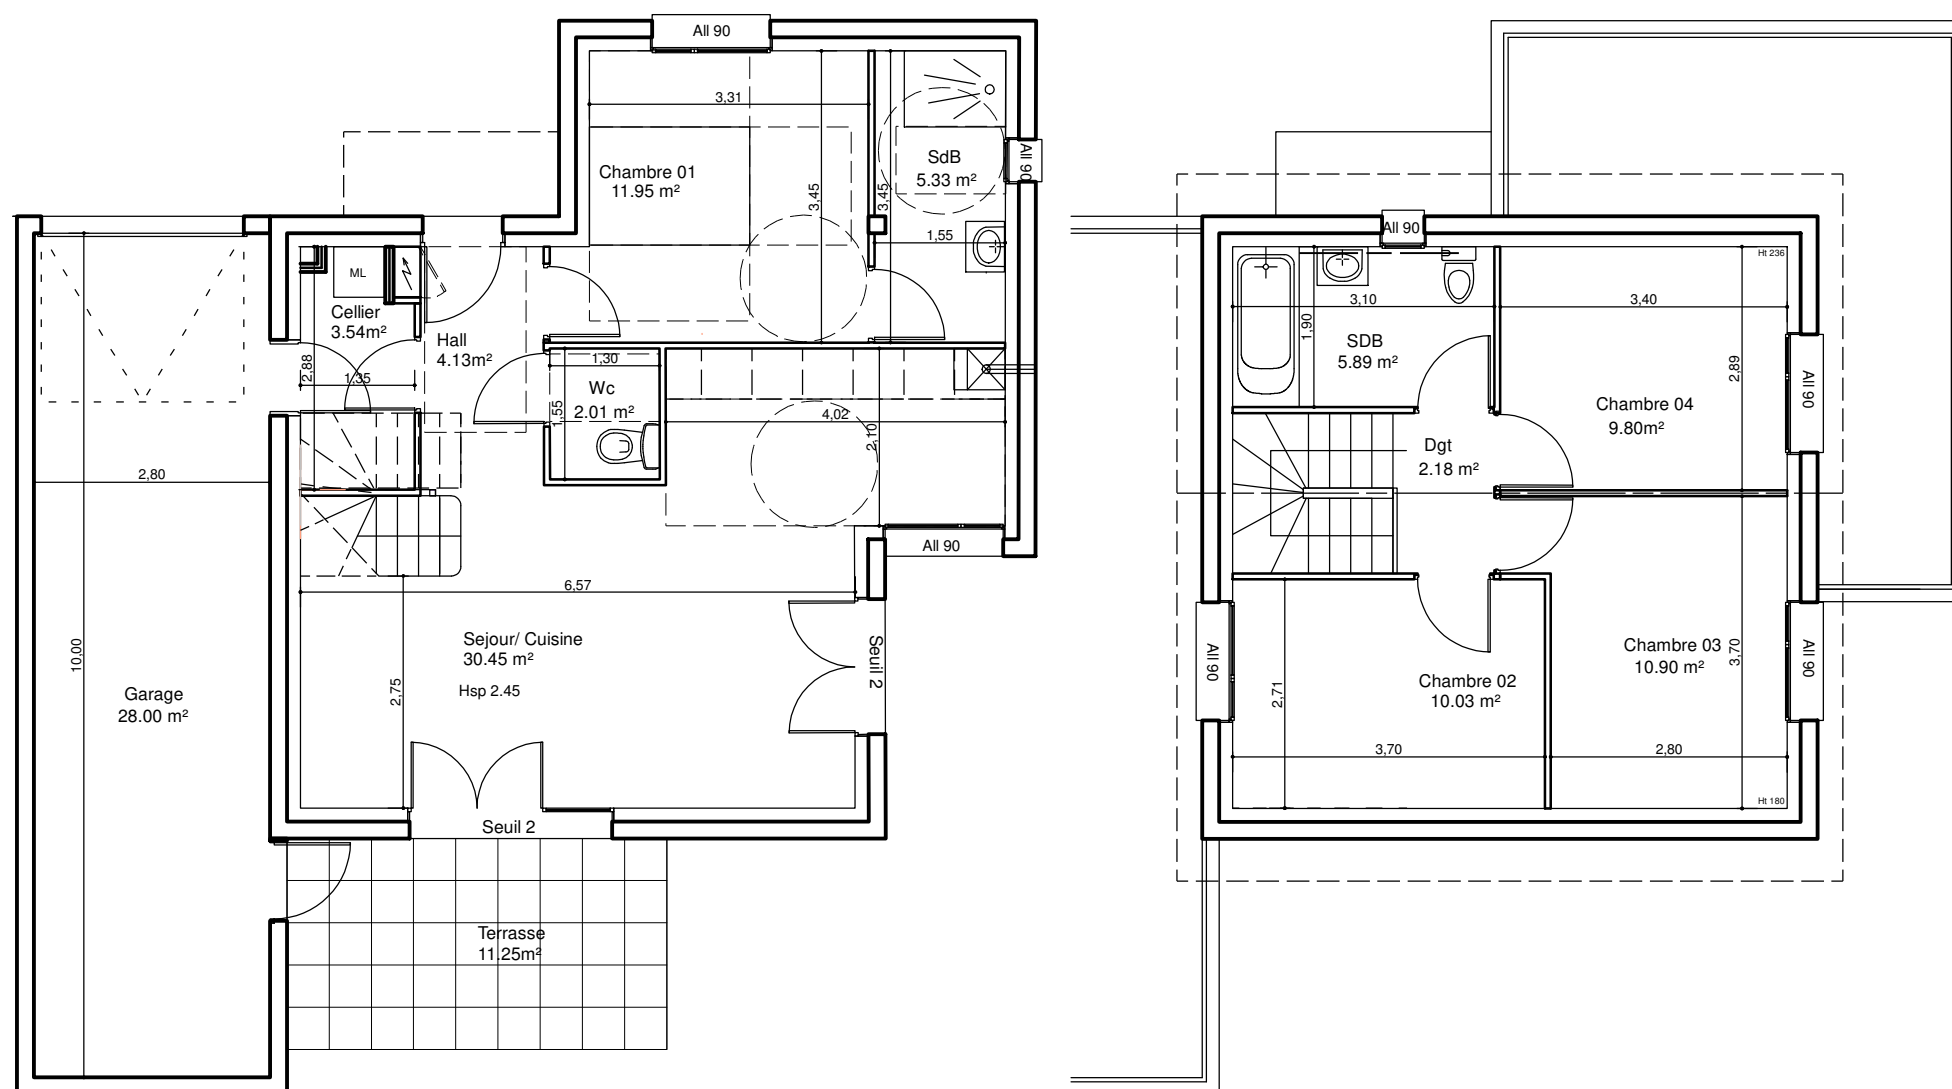 All 90
3,31
Chambre 01
11.95 m²
3,45
3,45
SdB
5.33 m²
All 90
1,55
ML
Cellier
3.54m²
Hall
4.13m²
2,88
1,35
1,30
Wc
2.01 m²
1,55
4,02
2,10
2,80
All 90
6,57
10,00
Sejour/ Cuisine
30.45 m²
Hsp 2.45
2,75
Seuil 2
Garage
28.00 m²
Seuil 2
Terrasse
11.25m²
All 90
Ht 236
3,10
3,40
1,90
SDB
5.89 m²
2,89
All 90
Chambre 04
9.80m²
Dgt
2.18 m²
All 90
Chambre 03
10.90 m²
3,70
All 90
Chambre 02
10.03 m²
2,71
3,70
2,80
Ht 180